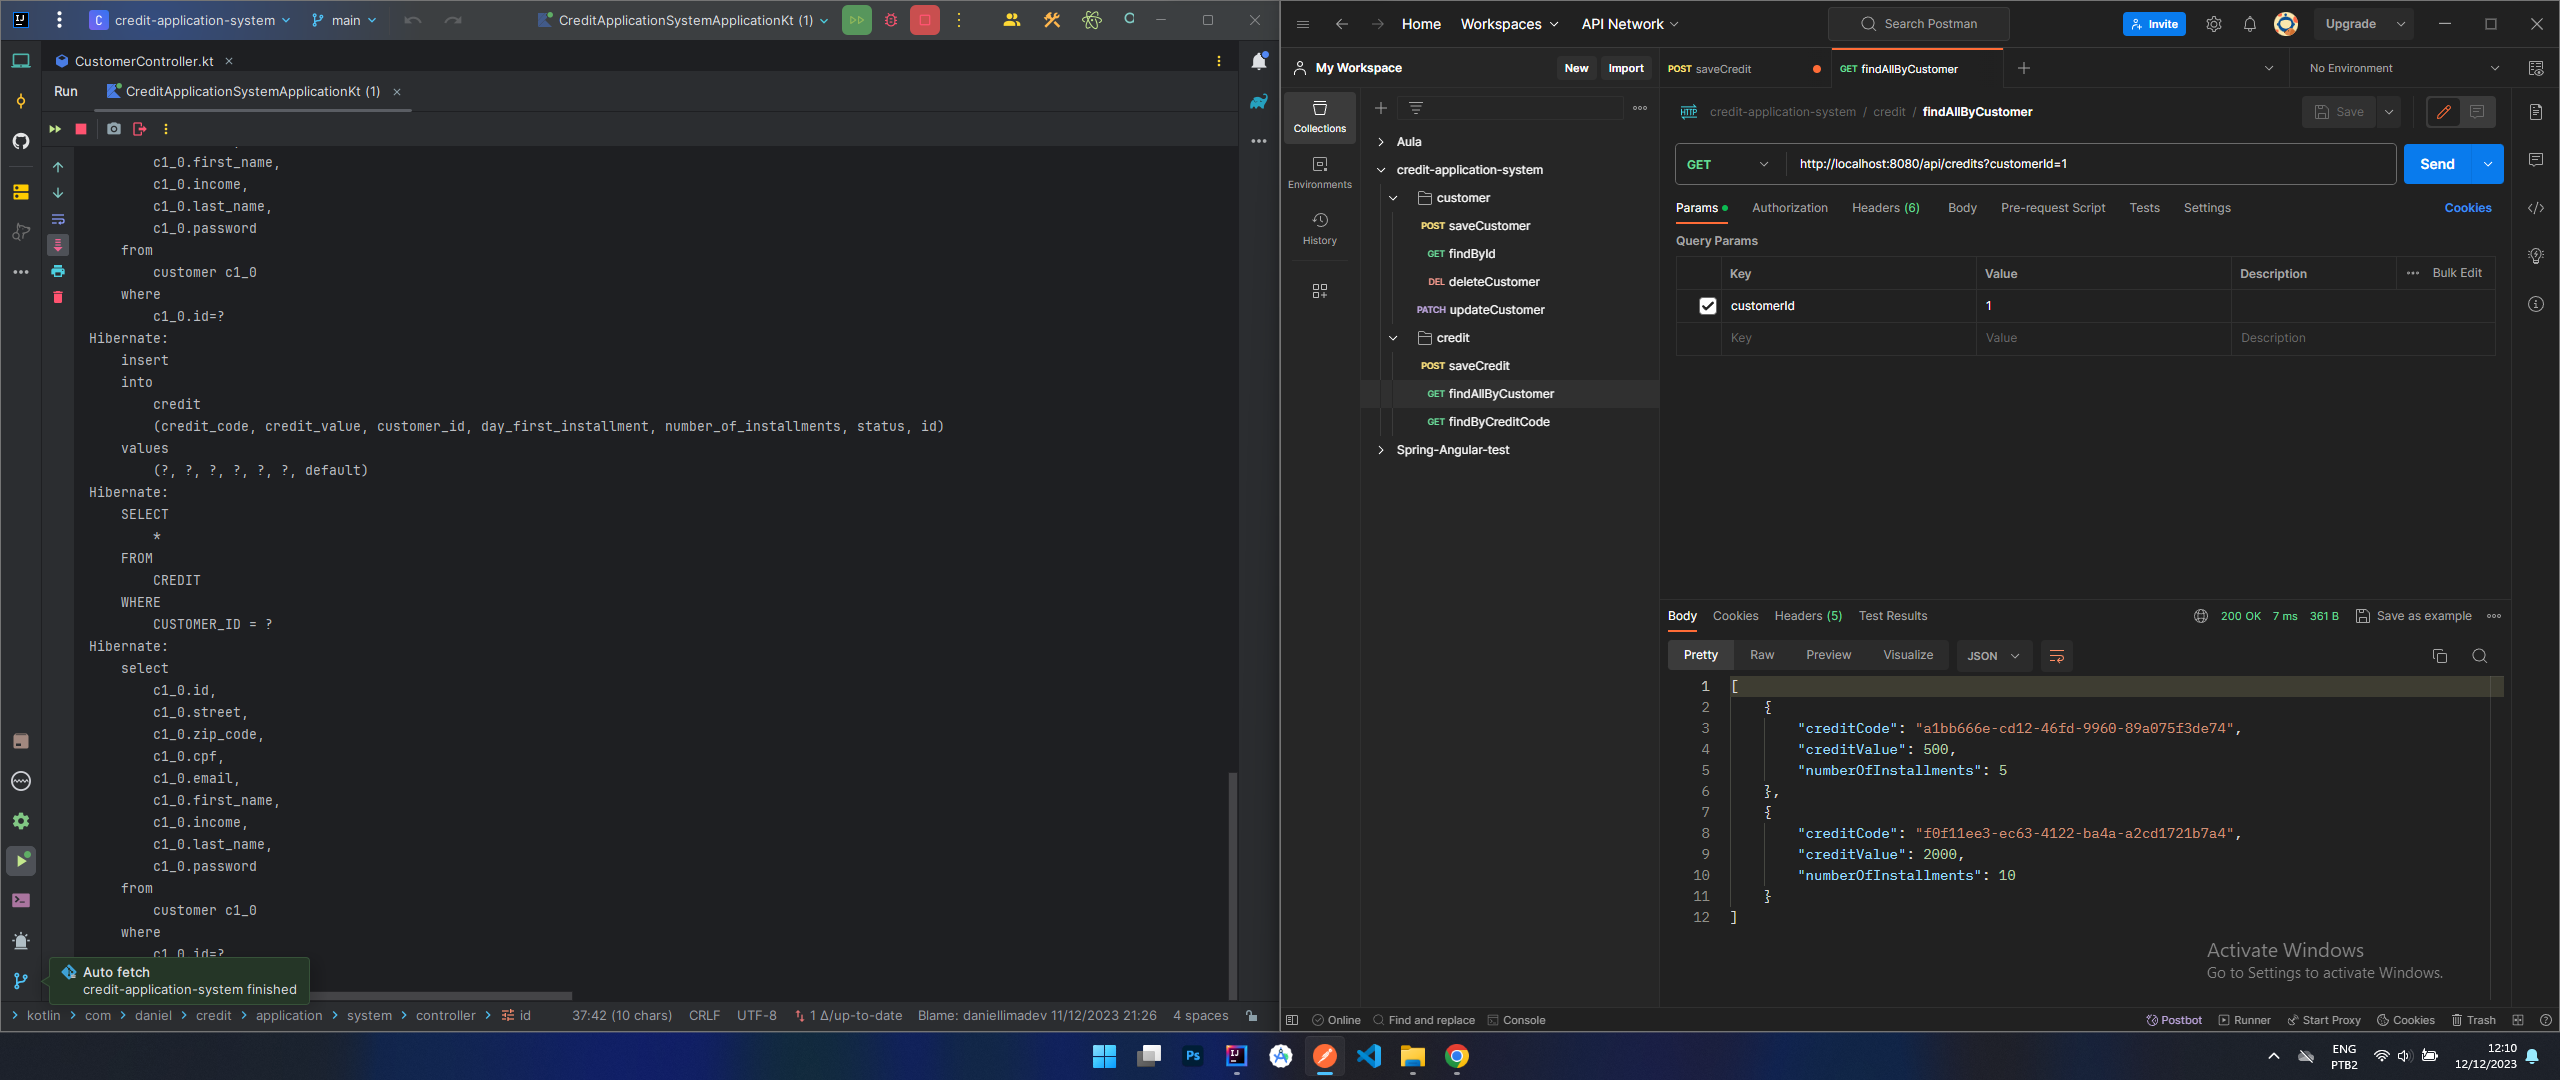 credit-application-system
main
CreditApplicationSystemApplicationKt (1)
CustomerController.kt
Run
CreditApplicationSystemApplicationKt (1)
c1_0.first_name,
c1_0.income,
c1_0.last_name,
c1_0.password
from
customer c1_0
where
c1_0.id=?
Hibernate:
insert
into
credit
(credit_code, credit_value, customer_id, day_first_installment, number_of_installments, status, id)
values
(?, ?, ?, ?, ?, ?, default)
Hibernate:
SELECT
*
FROM
CREDIT
WHERE
CUSTOMER_ID = ?
Hibernate:
select
c1_0.id,
c1_0.street,
c1_0.zip_code,
c1_0.cpf,
c1_0.email,
c1_0.first_name,
c1_0.income,
c1_0.last_name,
c1_0.password
from
customer c1_0
where
c1_0.id=?
Auto fetch
credit-application-system finished
kotlin
com
daniel
credit
application
system
controller
id
37:42 (10 chars)
CRLF
UTF-8
1 Δ/up-to-date
Blame: daniellimadev 11/12/2023 21:26
4 spaces
Home
Workspaces
API Network
Search Postman
Invite
Upgrade
My Workspace
New
Import
POST saveCredit
GET findAllByCustomer
No Environment
Collections
Environments
History
Aula
credit-application-system
customer
POST saveCustomer
GET findById
DEL deleteCustomer
PATCH updateCustomer
credit
POST saveCredit
GET findAllByCustomer
GET findByCreditCode
Spring-Angular-test
HTTP
credit-application-system / credit / findAllByCustomer
Save
GET
http://localhost:8080/api/credits?customerId=1
Send
Params
Authorization
Headers (6)
Body
Pre-request Script
Tests
Settings
Cookies
Query Params
Key
Value
Description
Bulk Edit
customerId
1
Key
Value
Description
Body
Cookies
Headers (5)
Test Results
200 OK
7 ms
361 B
Save as example
Pretty
Raw
Preview
Visualize
JSON
1 [
2 {
3 "creditCode": "a1bb666e-cd12-46fd-9960-89a075f3de74",
4 "creditValue": 500,
5 "numberOfInstallments": 5
6 },
7 {
8 "creditCode": "f0f11ee3-ec63-4122-ba4a-a2cd1721b7a4",
9 "creditValue": 2000,
10 "numberOfInstallments": 10
11 }
12 ]
Activate Windows
Go to Settings to activate Windows.
Online
Find and replace
Console
Postbot
Runner
Start Proxy
Cookies
Trash
Ps
IJ
ENG
PTB2
12:10
12/12/2023